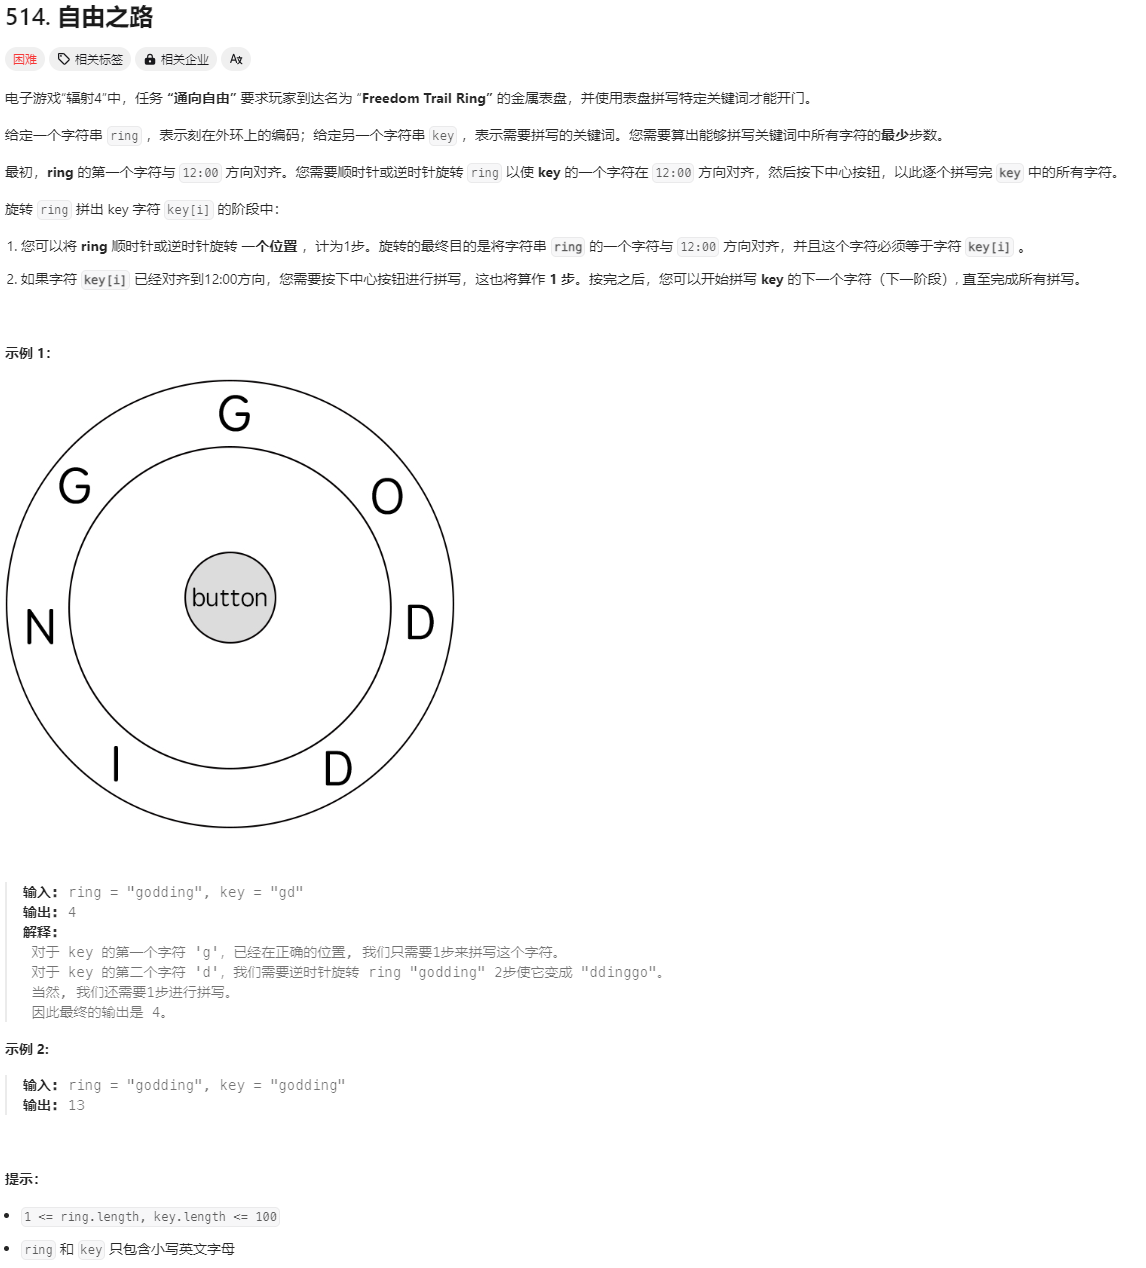 514. 自由之路
困难 相关标签 相关企业 A文
电子游戏“辐射4”中，任务 “通向自由” 要求玩家到达名为 “Freedom Trail Ring” 的金属表盘，并使用表盘拼写特定关键词才能开门。
给定一个字符串 ring ，表示刻在外环上的编码；给定另一个字符串 key ，表示需要拼写的关键词。您需要算出能够拼写关键词中所有字符的最少步数。
最初，ring 的第一个字符与 12:00 方向对齐。您需要顺时针或逆时针旋转 ring 以使 key 的一个字符在 12:00 方向对齐，然后按下中心按钮，以此逐个拼写完 key 中的所有字符。
旋转 ring 拼出 key 字符 key[i] 的阶段中：
1. 您可以将 ring 顺时针或逆时针旋转 一个位置 ，计为1步。旋转的最终目的是将字符串 ring 的一个字符与 12:00 方向对齐，并且这个字符必须等于字符 key[i] 。
2. 如果字符 key[i] 已经对齐到12:00方向，您需要按下中心按钮进行拼写，这也将算作 1 步。按完之后，您可以开始拼写 key 的下一个字符（下一阶段）, 直至完成所有拼写。
示例 1：
G
G
O
button
N
D
I
D
输入: ring = "godding", key = "gd"
输出: 4
解释:
对于 key 的第一个字符 'g'，已经在正确的位置, 我们只需要1步来拼写这个字符。
对于 key 的第二个字符 'd'，我们需要逆时针旋转 ring "godding" 2步使它变成 "ddinggo"。
当然, 我们还需要1步进行拼写。
因此最终的输出是 4。
示例 2:
输入: ring = "godding", key = "godding"
输出: 13
提示：
• 1 <= ring.length, key.length <= 100
• ring 和 key 只包含小写英文字母